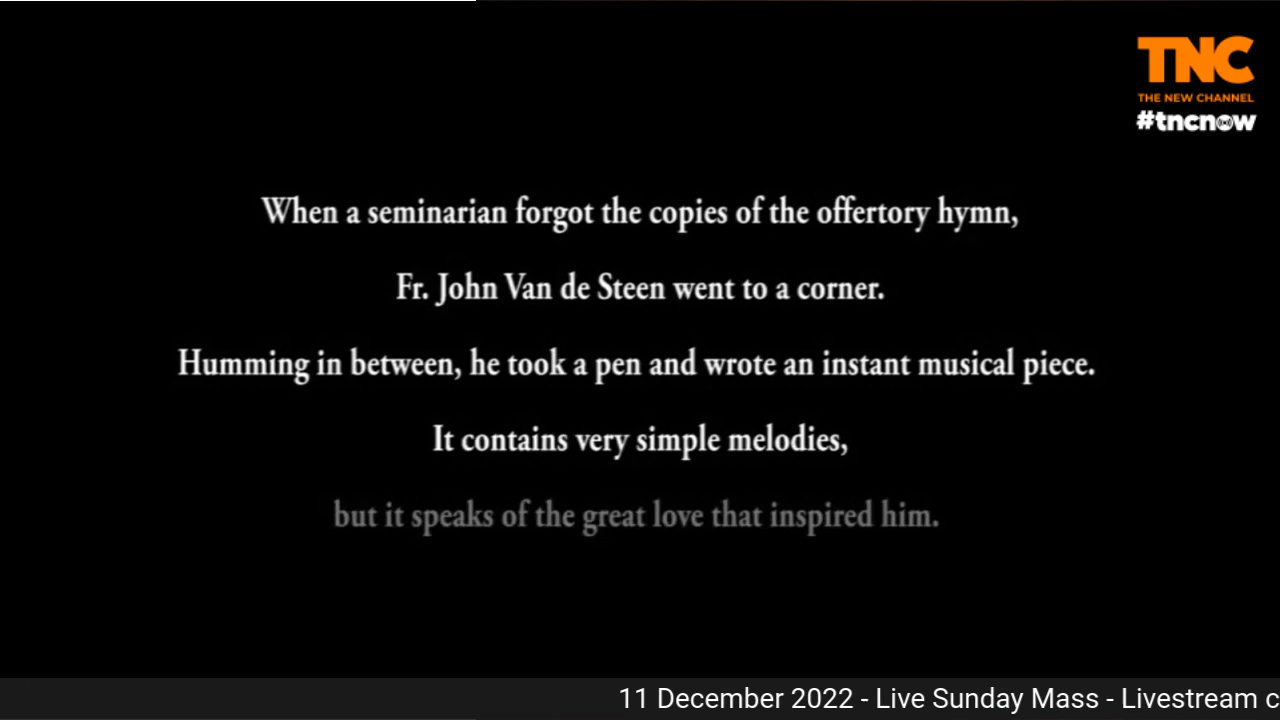 TNC
THE NEW CHANNEL
#tncnow
When a seminarian forgot the copies of the offertory hymn,
Fr. John Van de Steen went to a corner.
Humming in between, he took a pen and wrote an instant musical piece.
It contains very simple melodies,
but it speaks of the great love that inspired him.
11 December 2022 - Live Sunday Mass - Livestream c